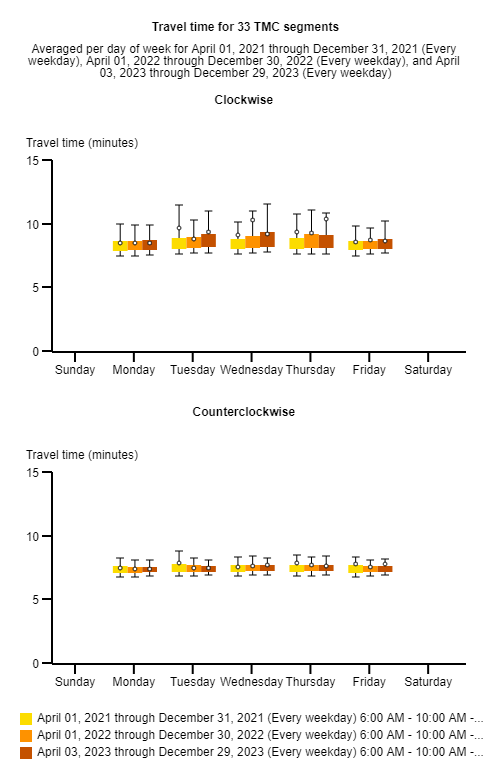 Travel time for 33 TMC segments
Averaged per day of week for April 01, 2021 through December 31, 2021 (Every
weekday), April 01, 2022 through December 30, 2022 (Every weekday), and April
03, 2023 through December 29, 2023 (Every weekday)
Clockwise
Travel time (minutes)
15
10
5
0
Sunday Monday Tuesday Wednesday Thursday Friday Saturday
Counterclockwise
Travel time (minutes)
15
10
5
0
Sunday Monday Tuesday Wednesday Thursday Friday Saturday
April 01, 2021 through December 31, 2021 (Every weekday) 6:00 AM - 10:00 AM -...
April 01, 2022 through December 30, 2022 (Every weekday) 6:00 AM - 10:00 AM -...
April 03, 2023 through December 29, 2023 (Every weekday) 6:00 AM - 10:00 AM -...